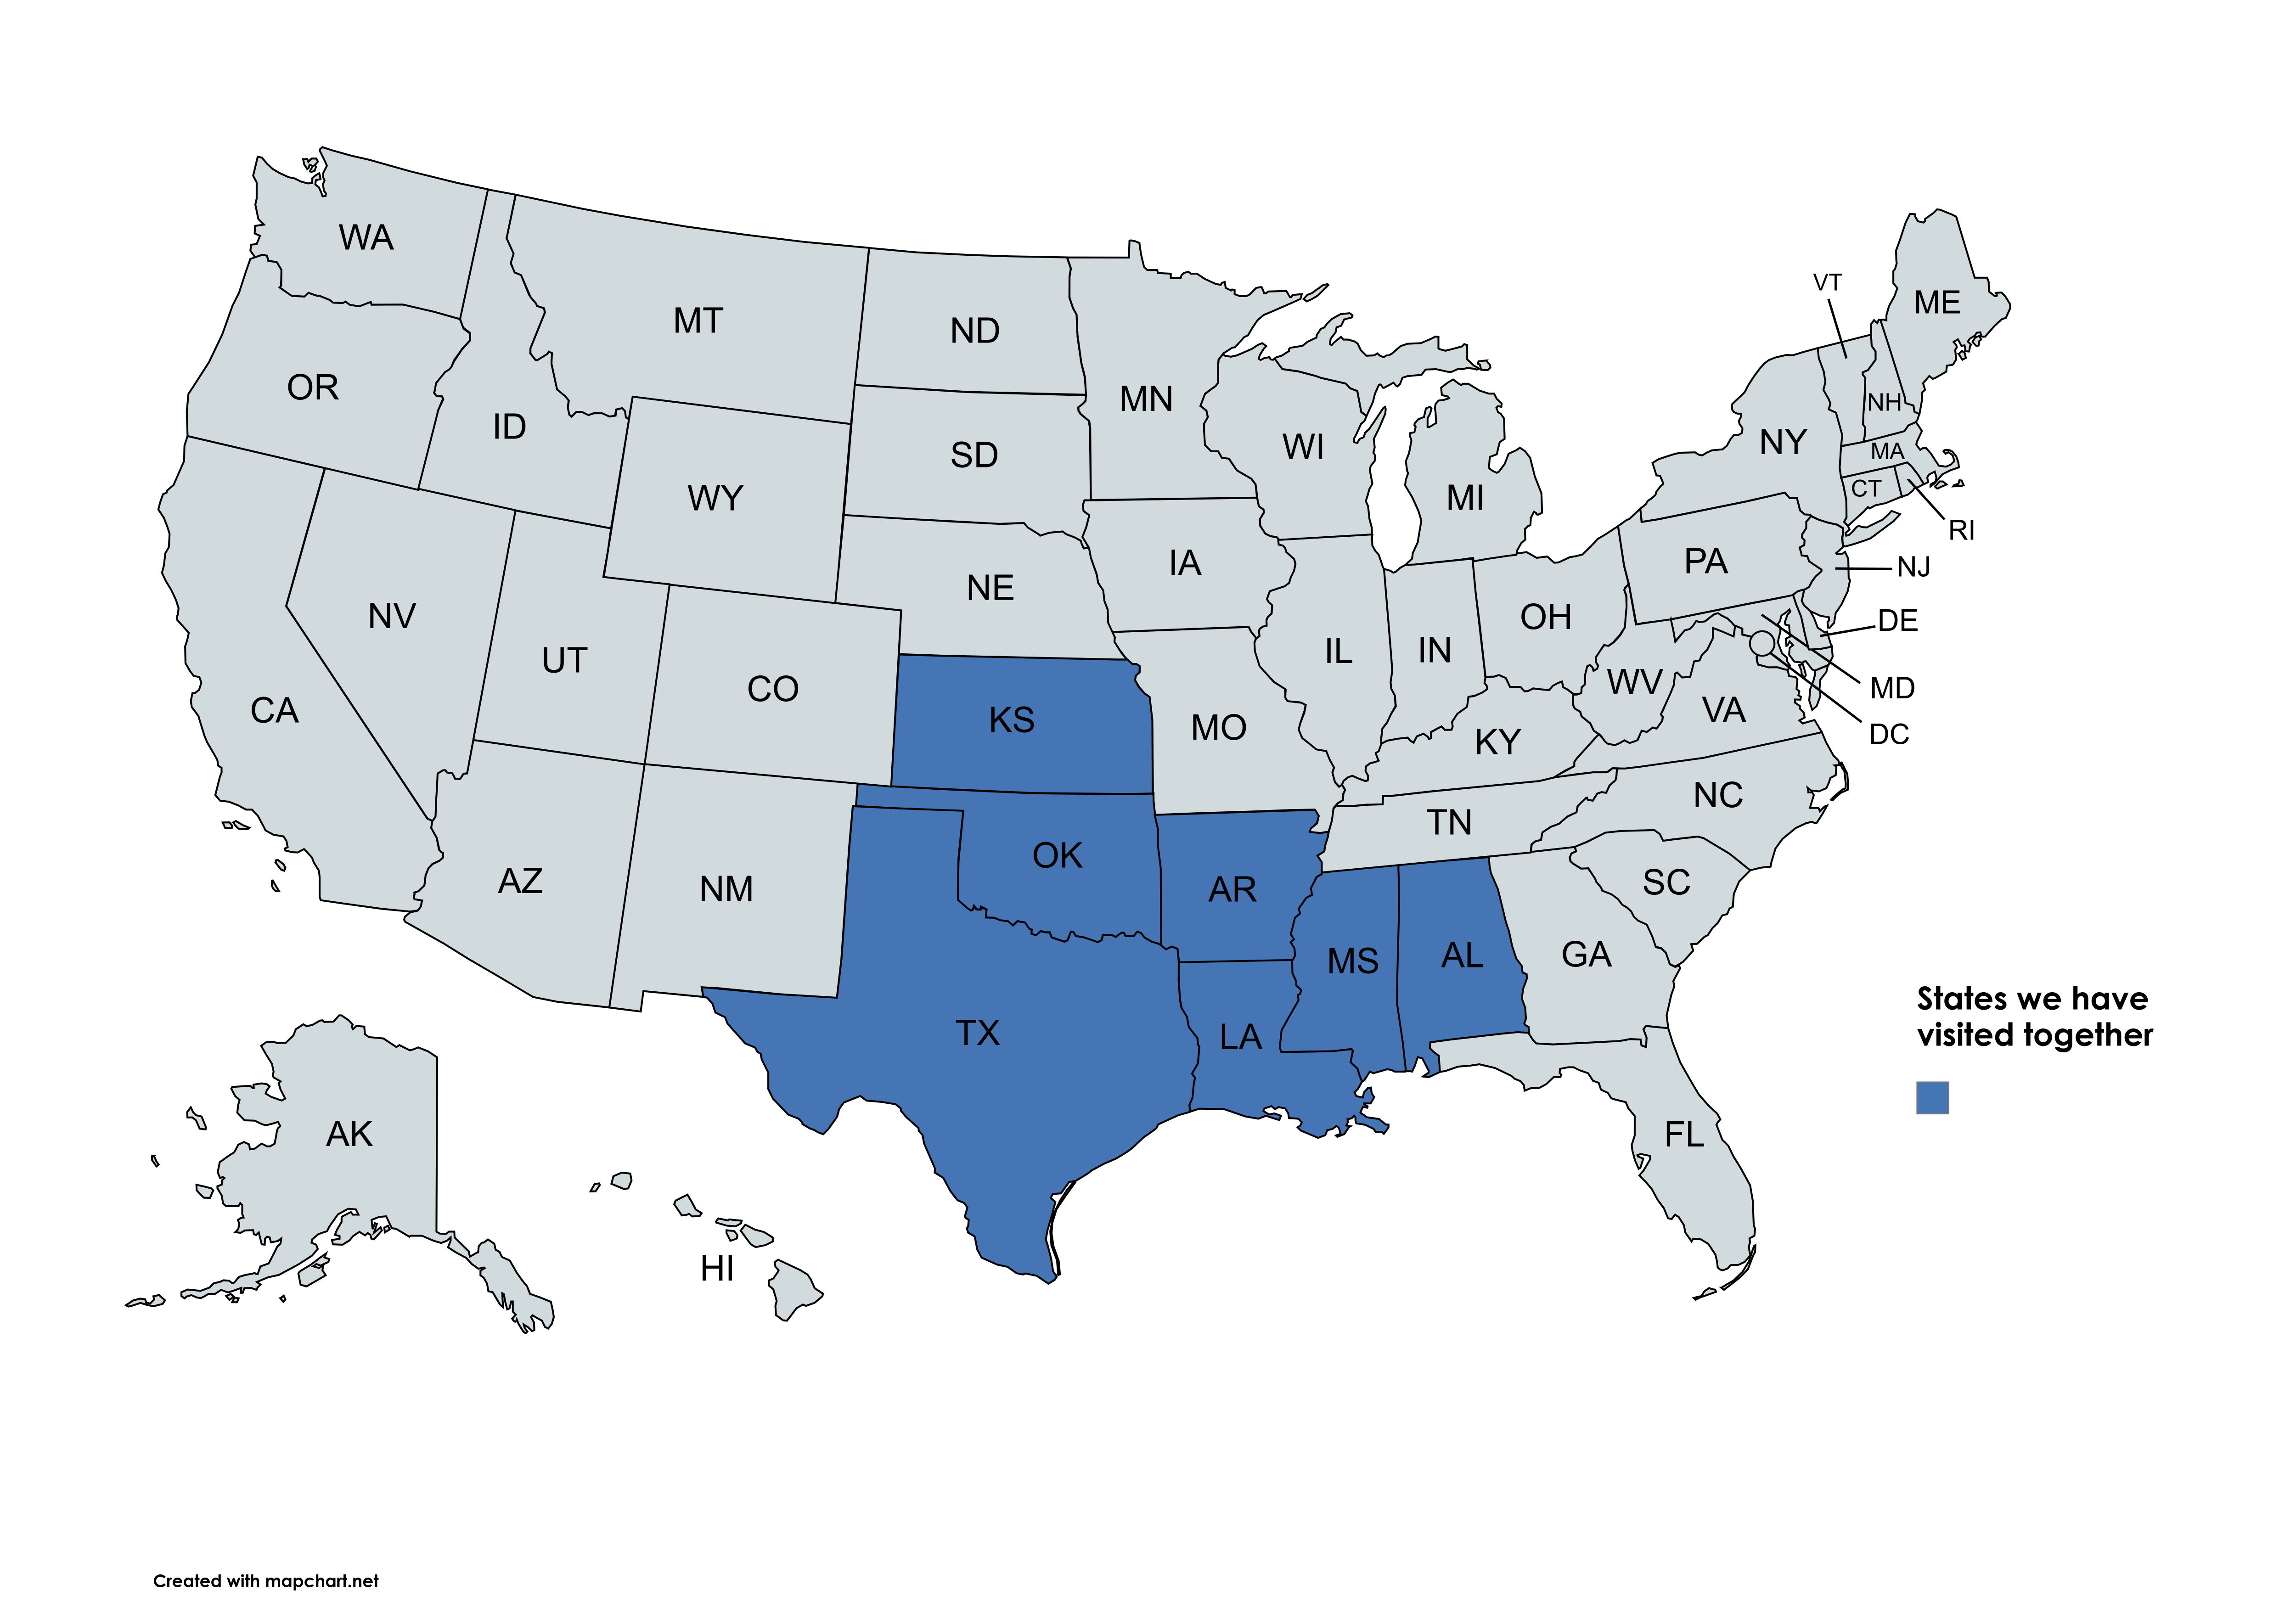 WA
MT
ND
MN
VT
ME
OR
ID
SD
WI
NH
NY
MA
WY
MI
CT
RI
IA
PA
NJ
NE
NV
OH
DE
UT
IL
IN
CO
WV
MD
CA
KS
MO
VA
DC
KY
NC
TN
OK
AZ
NM
AR
SC
MS
AL
GA
States we have
visited together
TX
LA
AK
FL
HI
Created with mapchart.net